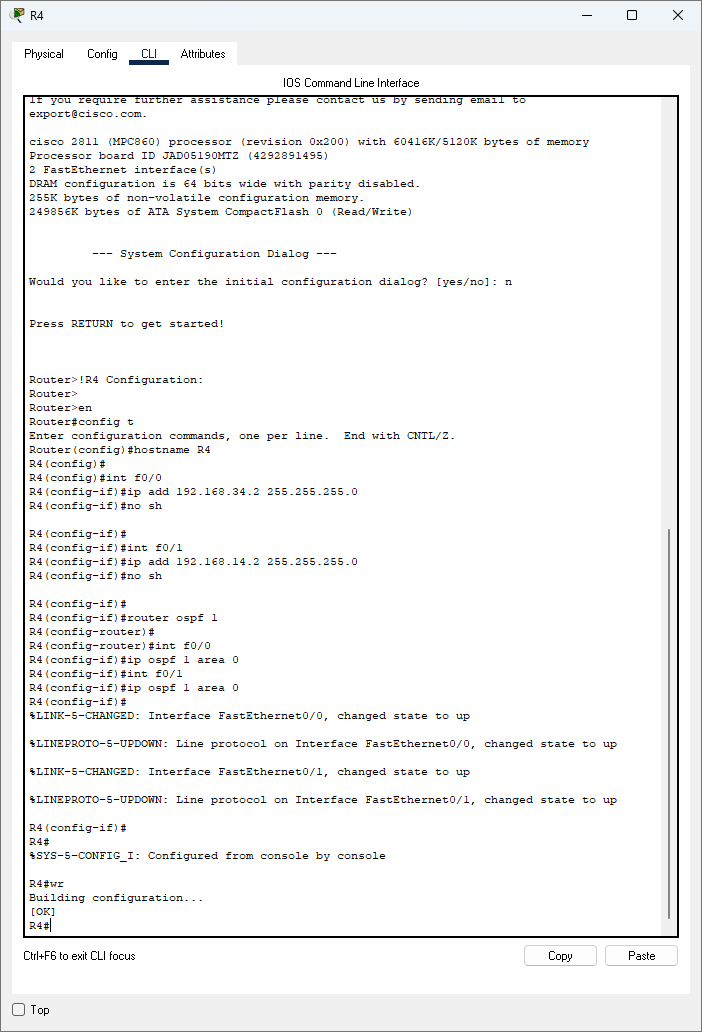 R4
Physical Config CLI Attributes
IOS Command Line Interface
If you require further assistance please contact us by sending email to
export@cisco.com.
cisco 2811 (MPC860) processor (revision 0x200) with 60416K/5120K bytes of memory
Processor board ID JAD05190MTZ (4292891495)
2 FastEthernet interface(s)
DRAM configuration is 64 bits wide with parity disabled.
255K bytes of non-volatile configuration memory.
249856K bytes of ATA System CompactFlash 0 (Read/Write)
--- System Configuration Dialog ---
Would you like to enter the initial configuration dialog? [yes/no]: n
Press RETURN to get started!
Router>!R4 Configuration:
Router>
Router>en
Router#config t
Enter configuration commands, one per line.  End with CNTL/Z.
Router(config)#hostname R4
R4(config)#
R4(config)#int f0/0
R4(config-if)#ip add 192.168.34.2 255.255.255.0
R4(config-if)#no sh
R4(config-if)#
R4(config-if)#int f0/1
R4(config-if)#ip add 192.168.14.2 255.255.255.0
R4(config-if)#no sh
R4(config-if)#
R4(config-if)#router ospf 1
R4(config-router)#
R4(config-router)#int f0/0
R4(config-if)#ip ospf 1 area 0
R4(config-if)#int f0/1
R4(config-if)#ip ospf 1 area 0
R4(config-if)#
%LINK-5-CHANGED: Interface FastEthernet0/0, changed state to up
%LINEPROTO-5-UPDOWN: Line protocol on Interface FastEthernet0/0, changed state to up
%LINK-5-CHANGED: Interface FastEthernet0/1, changed state to up
%LINEPROTO-5-UPDOWN: Line protocol on Interface FastEthernet0/1, changed state to up
R4(config-if)#
R4#
%SYS-5-CONFIG_I: Configured from console by console
R4#wr
Building configuration...
[OK]
R4#
Ctrl+F6 to exit CLI focus
Copy Paste
Top